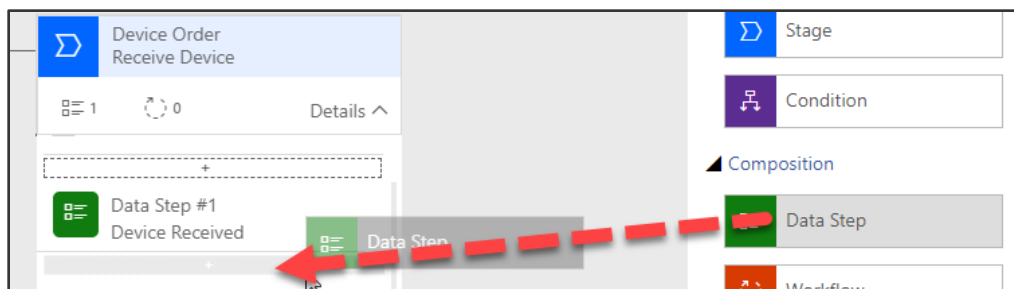 Device Order
Receive Device
1
0
Details
+
Data Step #1
Device Received
+
Data Step
Stage
Condition
Composition
Data Step
Workflow